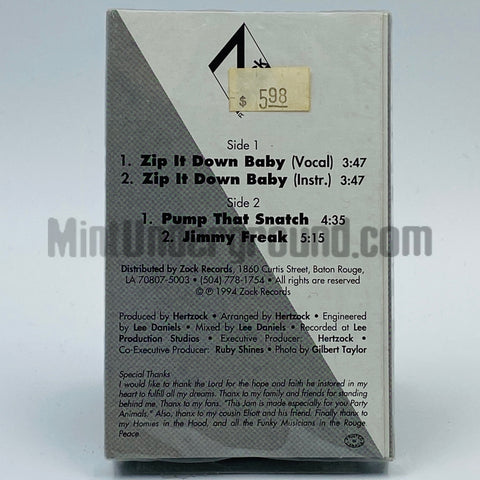 $ 5.98
Side 1
1. Zip It Down Baby (Vocal) 3:47
2. Zip It Down Baby (Instr.) 3:47
Side 2
1. Pump That Snatch 4:35
2. Jimmy Freak 5:15
MintUnderground.com
Distributed by Zock Records, 1860 Curtis Street, Baton Rouge,
LA 70807-5003 • (504) 778-1754 • All rights are reserved
© ℗ 1994 Zock Records
Produced by Hertzock • Arranged by Hertzock • Engineered
by Lee Daniels • Mixed by Lee Daniels • Recorded at Lee
Production Studios • Executive Producer: Hertzock •
Co-Executive Producer: Ruby Shines • Photo by Gilbert Taylor
Special Thanks
I would like to thank the Lord for the hope and faith he instored in my
heart to fulfill all my dreams. Thanx to my family and friends for standing
behind me. Thanx to my fans. "This Jam is made especially for you Party
Animals." Also, thanx to my cousin Eliott and his friend. Finally thanx to
my Homies in the Hood, and all the Funky Musicians in the Rouge
Peace.